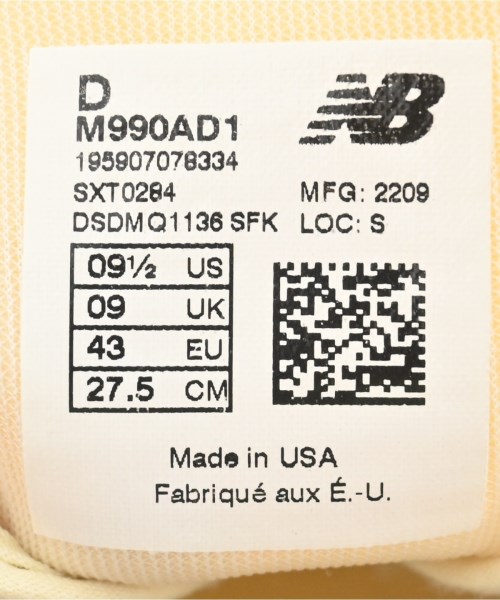 D
NB
M990AD1
195907078334
SXT0284 MFG: 2209
DSDMQ1136 SFK LOC: S
09½ US
09 UK
43 EU
27.5 CM
Made in USA
Fabriqué aux É.-U.